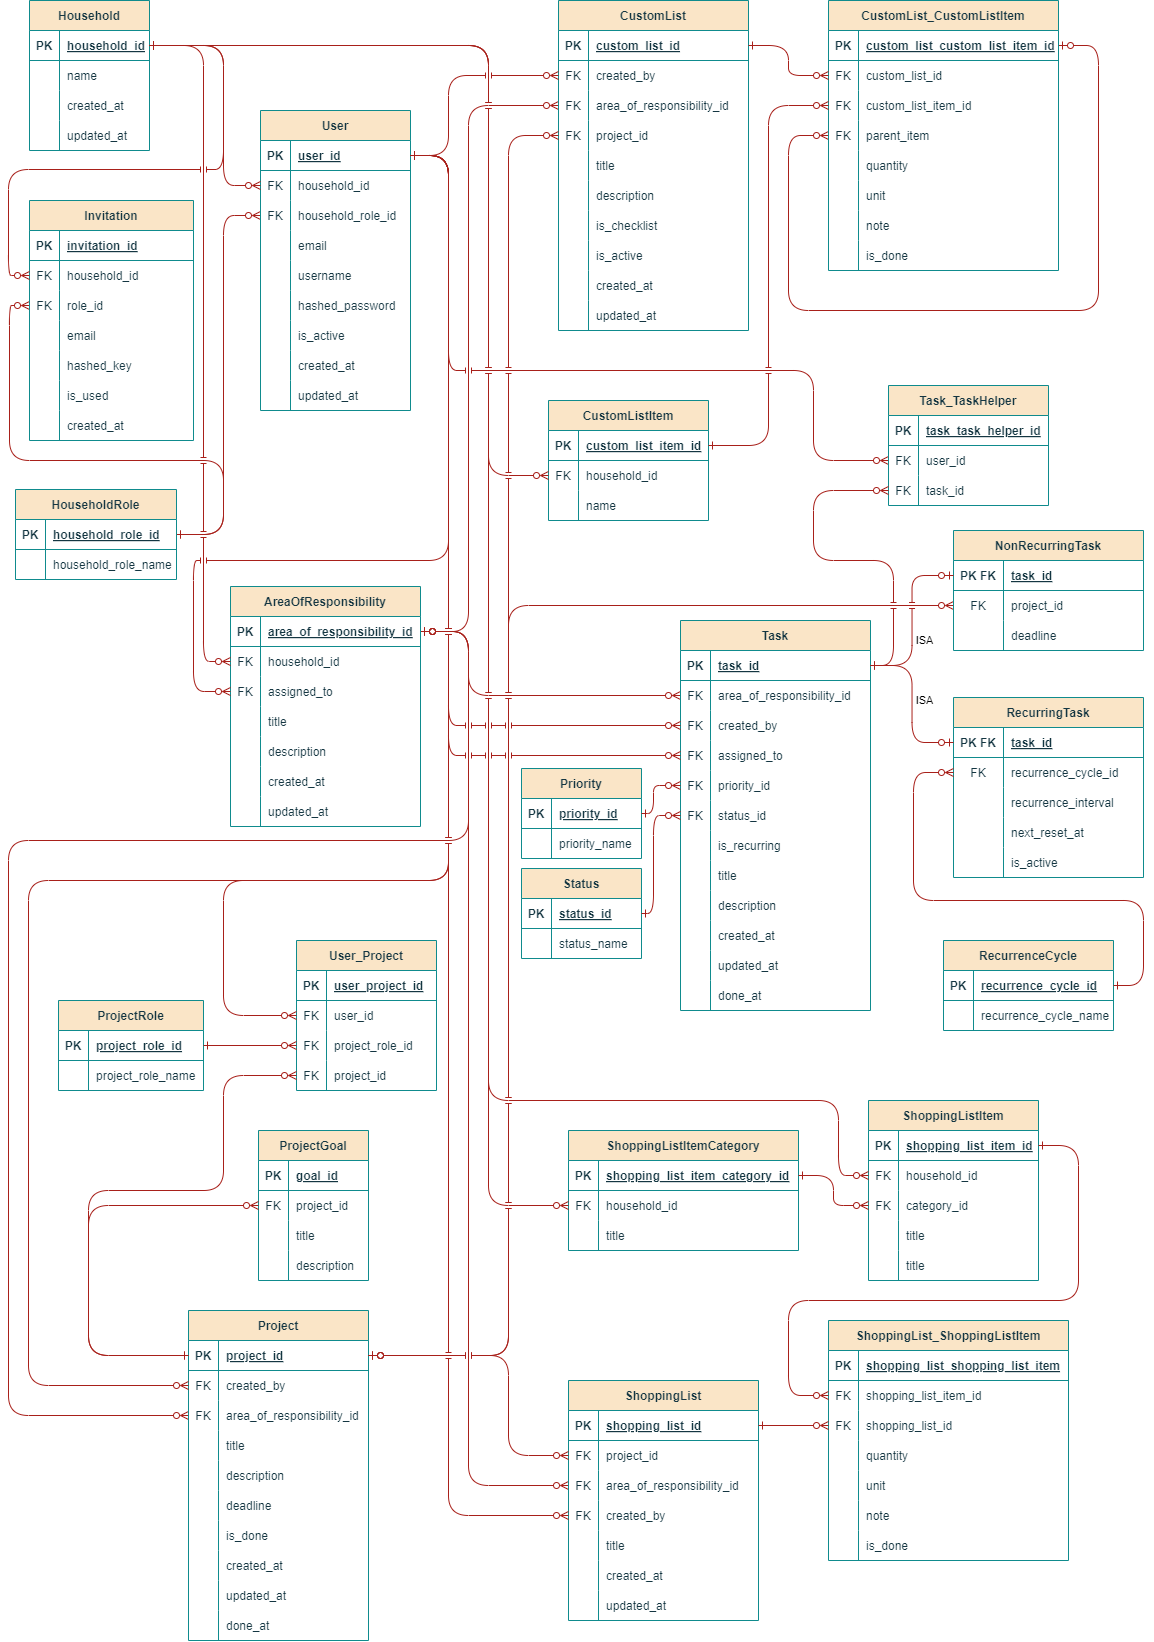 Household
PK household_id
name
created_at
updated_at
User
PK user_id
FK household_id
FK household_role_id
email
username
hashed_password
is_active
created_at
updated_at
Invitation
PK invitation_id
FK household_id
FK role_id
email
hashed_key
is_used
created_at
HouseholdRole
PK household_role_id
household_role_name
CustomList
PK custom_list_id
FK created_by
FK area_of_responsibility_id
FK project_id
title
description
is_checklist
is_active
created_at
updated_at
CustomList_CustomListItem
PK custom_list_custom_list_item_id
FK custom_list_id
FK custom_list_item_id
FK parent_item
quantity
unit
note
is_done
CustomListItem
PK custom_list_item_id
FK household_id
name
Task_TaskHelper
PK task_task_helper_id
FK user_id
FK task_id
NonRecurringTask
PK FK task_id
FK project_id
deadline
ISA
ISA
AreaOfResponsibility
PK area_of_responsibility_id
FK household_id
FK assigned_to
title
description
created_at
updated_at
Task
PK task_id
FK area_of_responsibility_id
FK created_by
FK assigned_to
FK priority_id
FK status_id
is_recurring
title
description
created_at
updated_at
done_at
RecurringTask
PK FK task_id
FK recurrence_cycle_id
recurrence_interval
next_reset_at
is_active
Priority
PK priority_id
priority_name
Status
PK status_id
status_name
RecurrenceCycle
PK recurrence_cycle_id
recurrence_cycle_name
User_Project
PK user_project_id
FK user_id
FK project_role_id
FK project_id
ProjectRole
PK project_role_id
project_role_name
ProjectGoal
PK goal_id
FK project_id
title
description
ShoppingListItemCategory
PK shopping_list_item_category_id
FK household_id
title
ShoppingListItem
PK shopping_list_item_id
FK household_id
FK category_id
title
title
Project
PK project_id
FK created_by
FK area_of_responsibility_id
title
description
deadline
is_done
created_at
updated_at
done_at
ShoppingList
PK shopping_list_id
FK project_id
FK area_of_responsibility_id
FK created_by
title
created_at
updated_at
ShoppingList_ShoppingListItem
PK shopping_list_shopping_list_item
FK shopping_list_item_id
FK shopping_list_id
quantity
unit
note
is_done